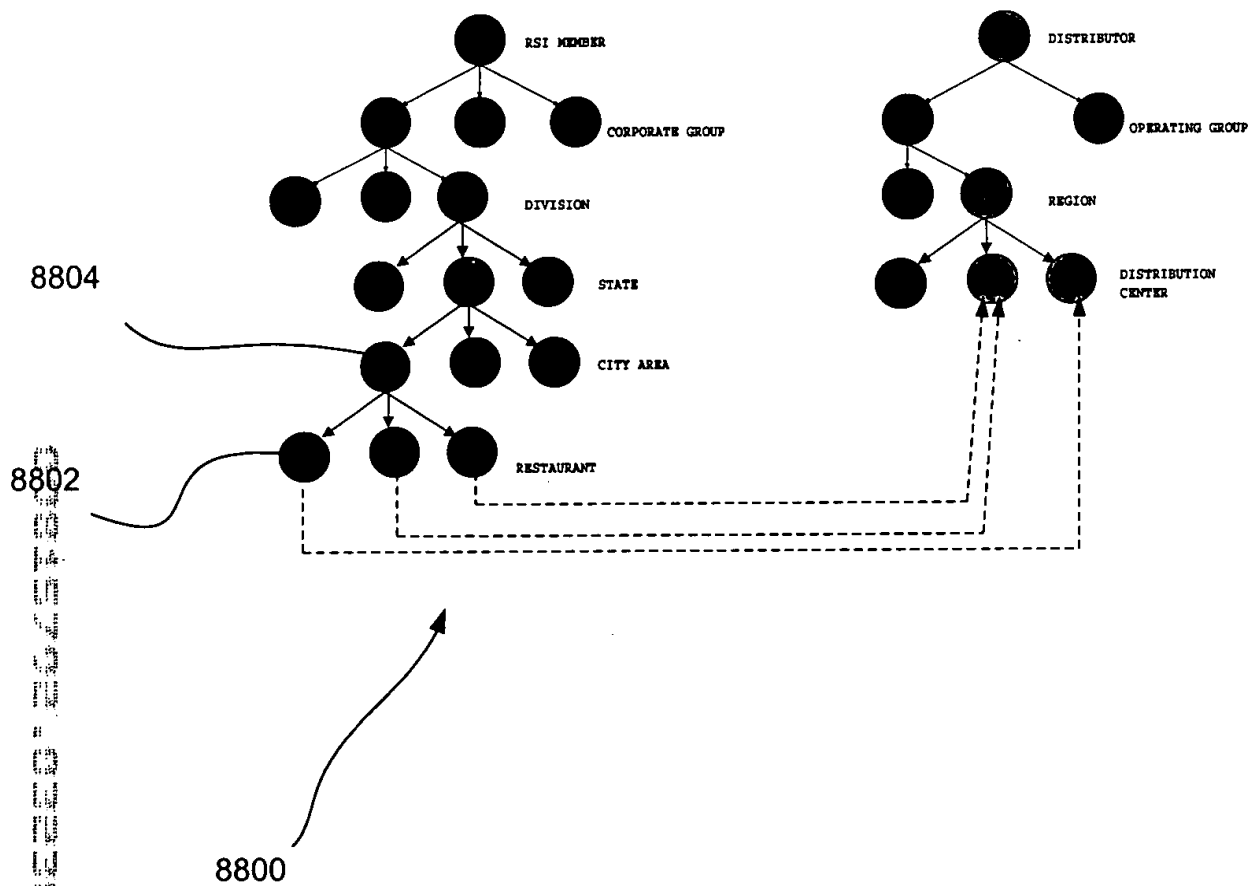 RSI MEMBER
DISTRIBUTOR
CORPORATE GROUP
OPERATING GROUP
DIVISION
REGION
8804
STATE
DISTRIBUTION
CENTER
CITY AREA
8802
RESTAURANT
8800